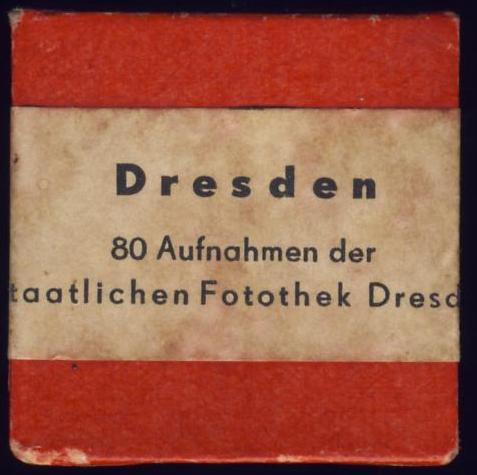 Dresden
80 Aufnahmen der
taatlichen Fotothek Dresd